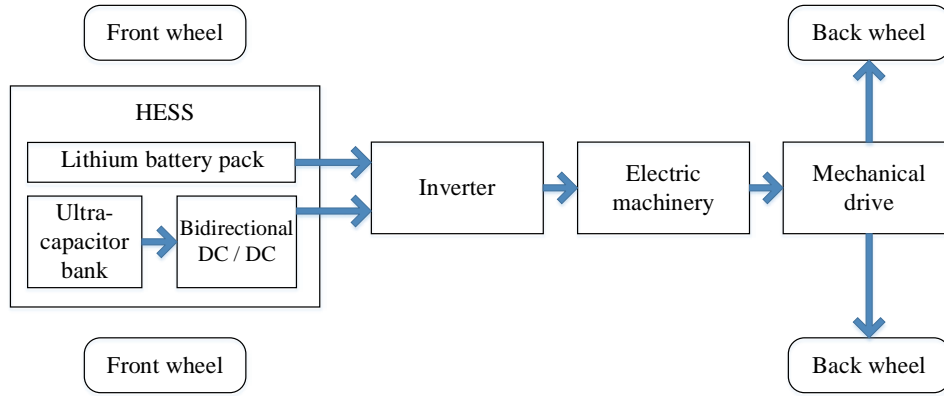 Front wheel
Back wheel
HESS
Lithium battery pack
Ultra-
capacitor
bank
Bidirectional
DC / DC
Inverter
Electric
machinery
Mechanical
drive
Front wheel
Back wheel